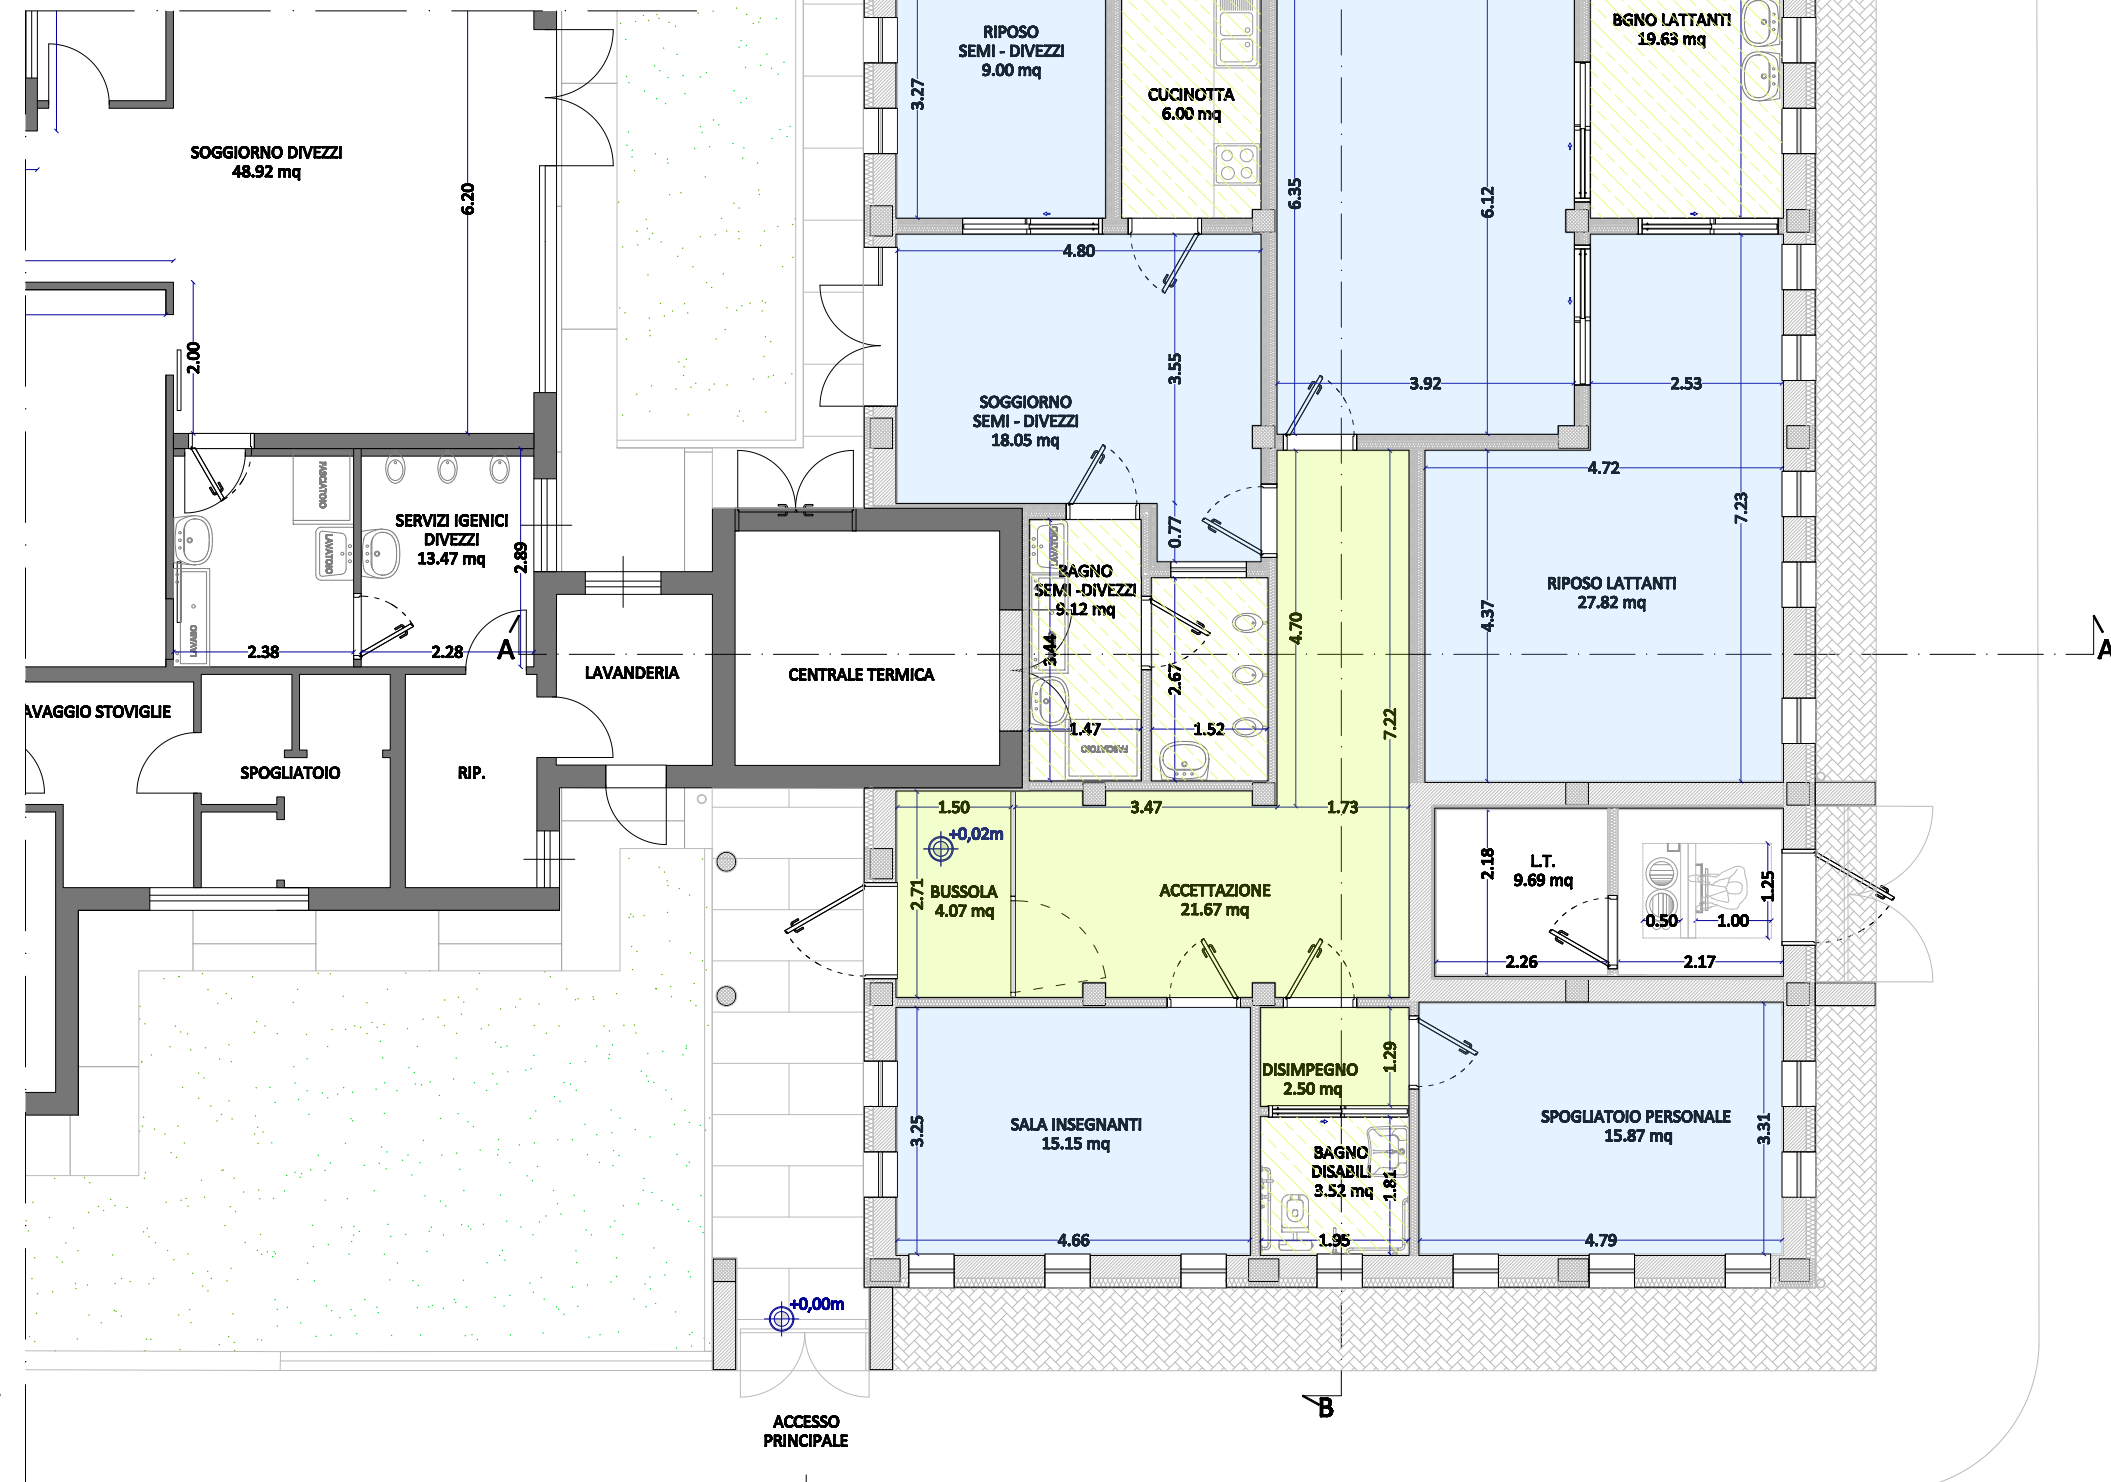 RIPOSO
SEMI - DIVEZZI
9.00 mq
3.27
CUCINOTTA
6.00 mq
BGNO LATTANTI
19.63 mq
SOGGIORNO DIVEZZI
48.92 mq
6.20
6.35
6.12
4.80
2.00
3.55
3.92
2.53
SOGGIORNO
SEMI - DIVEZZI
18.05 mq
4.72
7.23
FASCIATOIO
LAVATOIO
LAVABO
SERVIZI IGENICI
DIVEZZI
13.47 mq
2.89
0.77
BAGNO
SEMI -DIVEZZI
9.12 mq
RIPOSO LATTANTI
27.82 mq
4.37
4.70
3.44
2.67
2.38
2.28
A
A
LAVANDERIA
CENTRALE TERMICA
AVAGGIO STOVIGLIE
1.47
1.52
FASCIATOIO
7.22
SPOGLIATOIO
RIP.
1.50
3.47
1.73
+0,02m
2.71
BUSSOLA
4.07 mq
ACCETTAZIONE
21.67 mq
2.18
L.T.
9.69 mq
1.25
0.50
1.00
2.26
2.17
DISIMPEGNO
2.50 mq
1.29
3.25
SALA INSEGNANTI
15.15 mq
SPOGLIATOIO PERSONALE
15.87 mq
3.31
BAGNO
DISABILI
3.52 mq
1.81
4.66
1.95
4.79
+0,00m
B
ACCESSO
PRINCIPALE